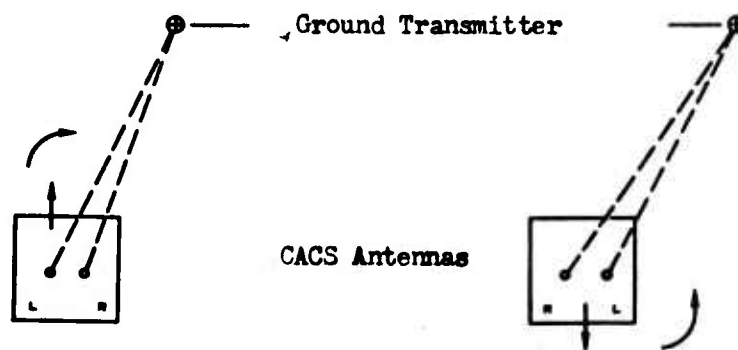 Ground Transmitter
CACS Antennas
L R
R L